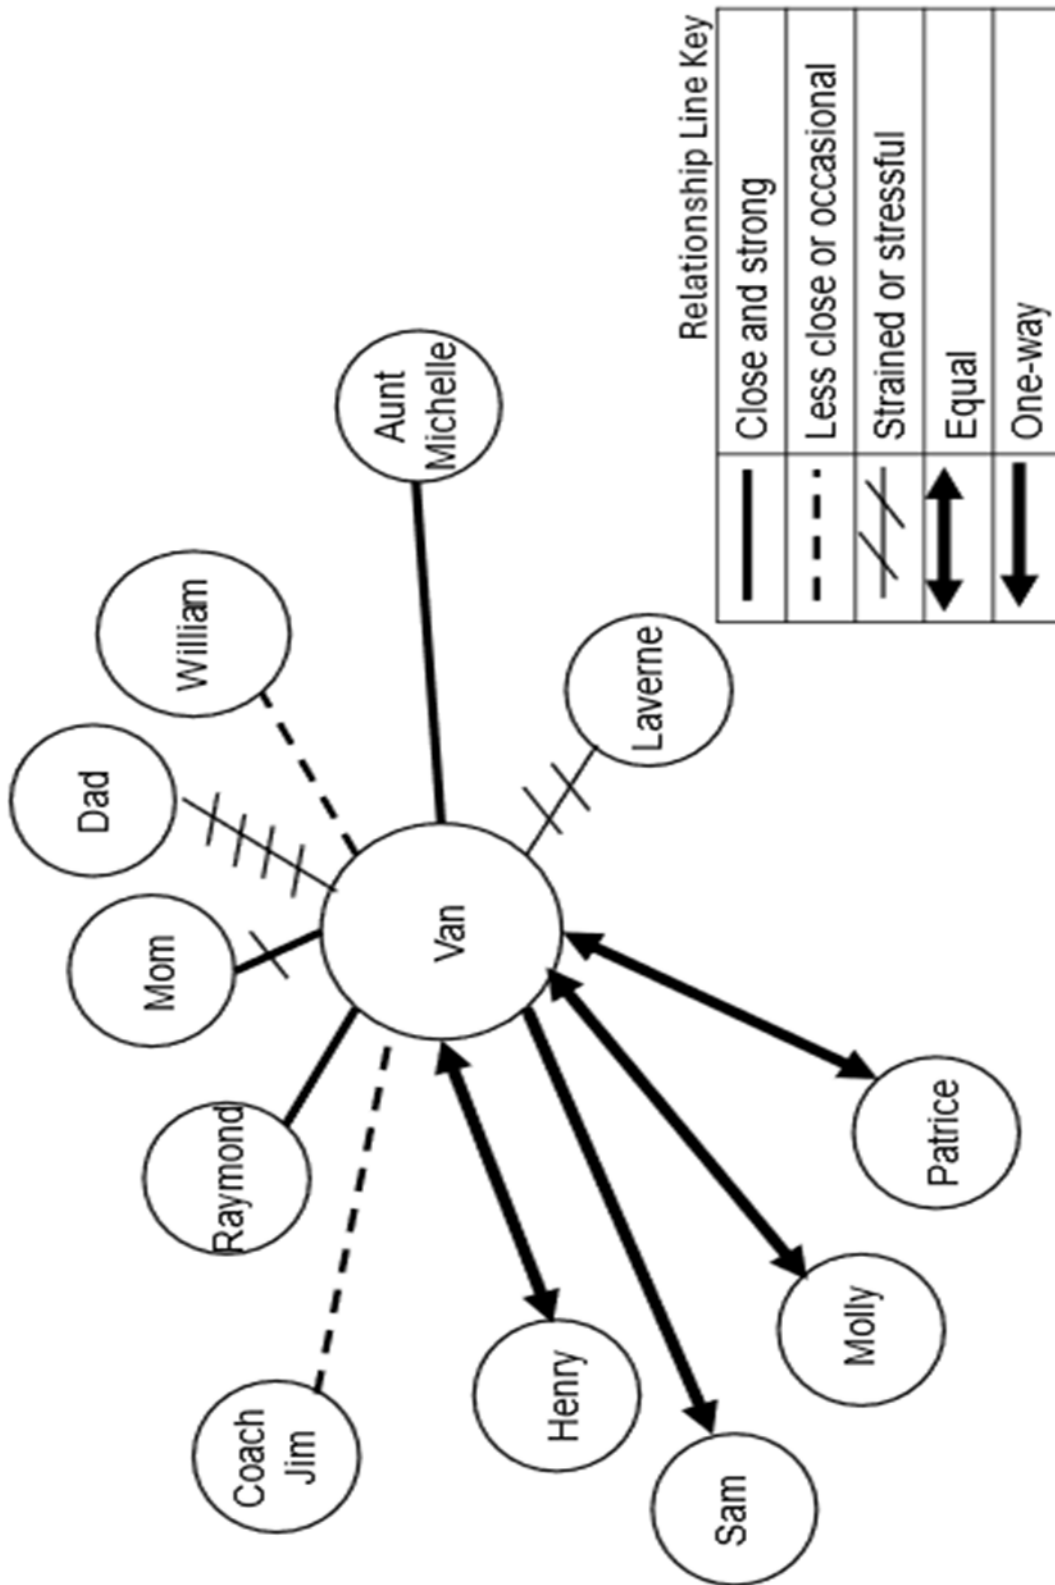 Coach
Jim
Raymond
Mom
Dad
William
Aunt
Michelle
Van
Henry
Sam
Molly
Patrice
Laverne
Relationship Line Key
Close and strong
Less close or occasional
Strained or stressful
Equal
One-way